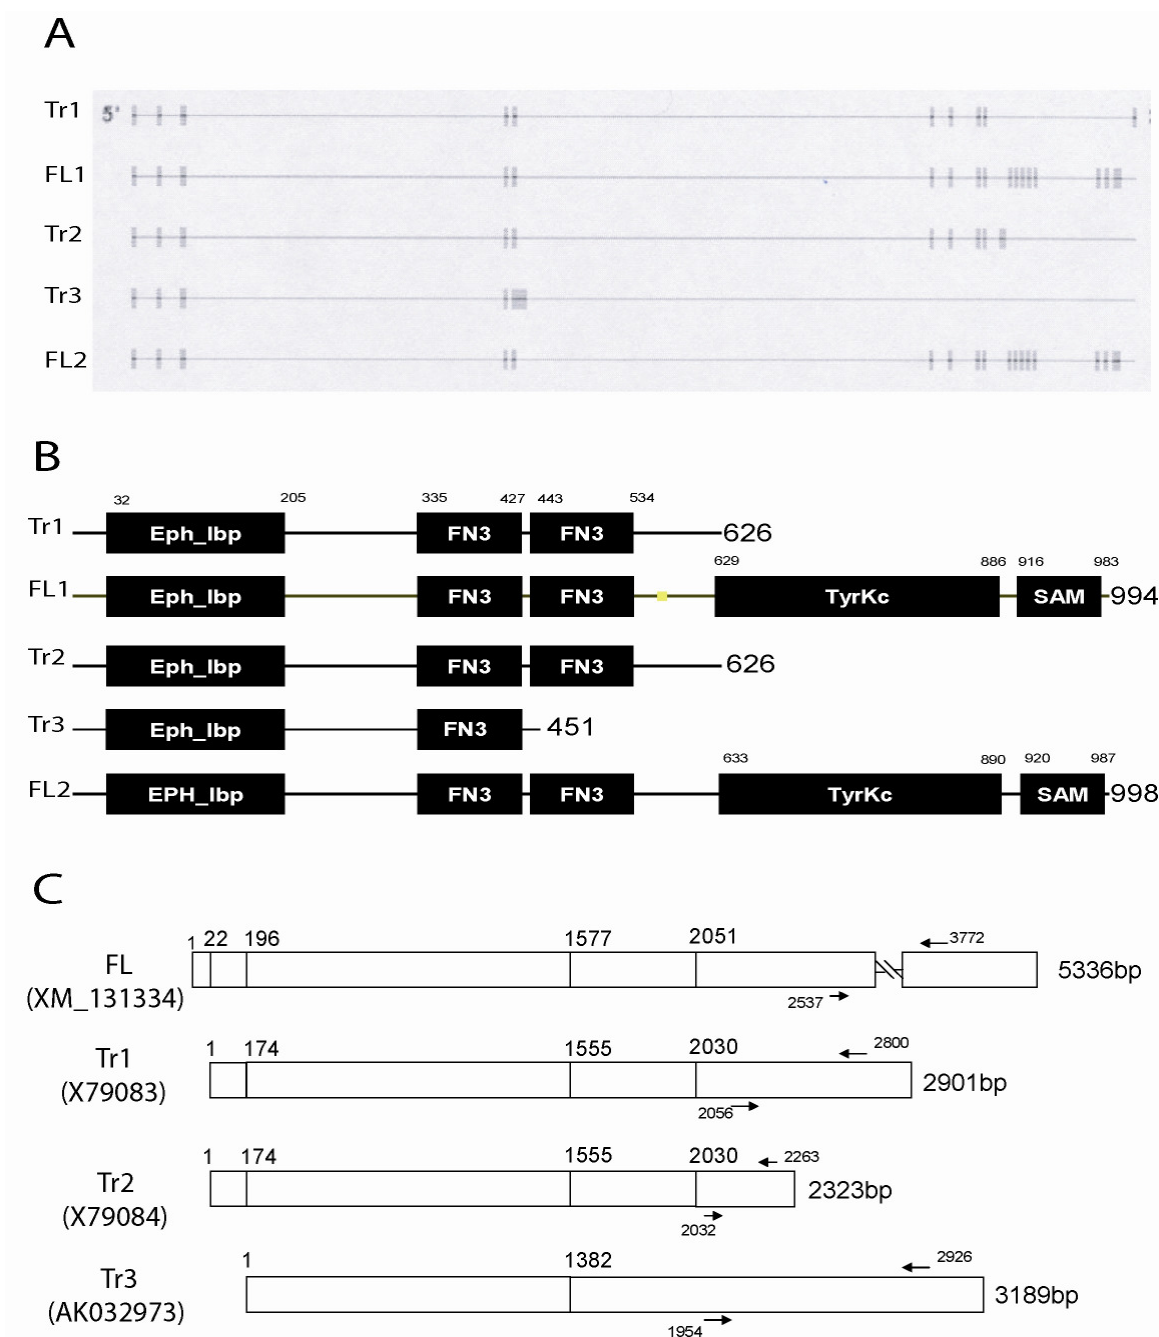 A
Tr1 5'
FL1
Tr2
Tr3
FL2
B
32 205 335 427 443 534
Tr1 Eph_lbp FN3 FN3 626
629 886 916 983
FL1 Eph_lbp FN3 FN3 TyrKc SAM 994
Tr2 Eph_lbp FN3 FN3 626
Tr3 Eph_lbp FN3 451
633 890 920 987
FL2 EPH_lbp FN3 FN3 TyrKc SAM 998
C
1 22 196 1577 2051 3772
FL
(XM_131334)
5336bp
2537
1 174 1555 2030 2800
Tr1
(X79083)
2901bp
2056
1 174 1555 2030 2263
Tr2
(X79084)
2323bp
2032
1 1382 2926
Tr3
(AK032973)
3189bp
1954